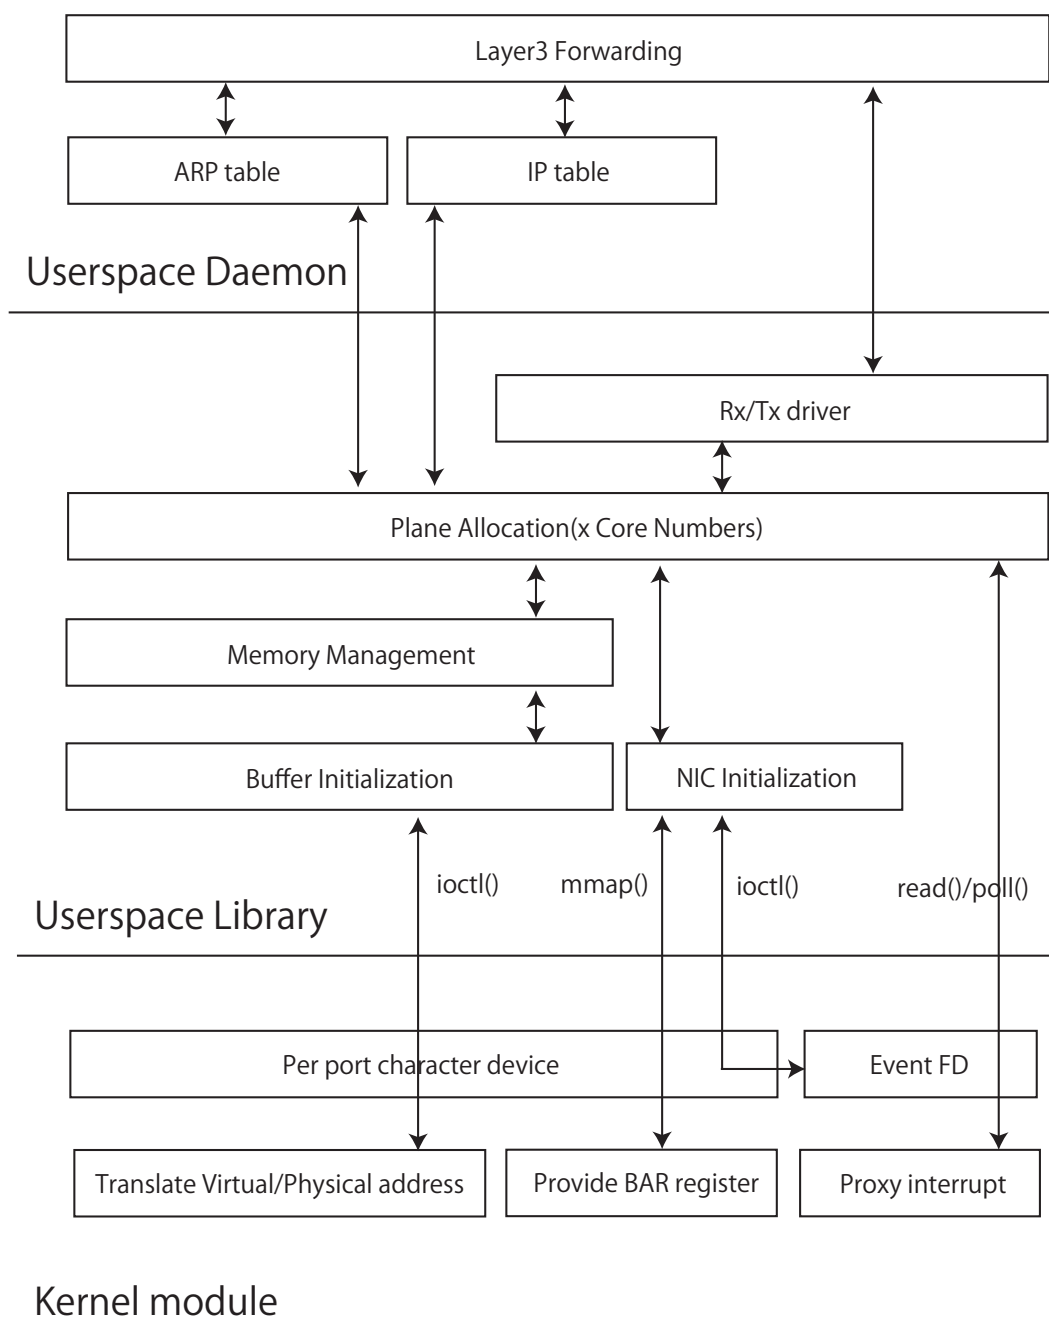 Layer3 Forwarding
ARP table
IP table
Userspace Daemon
Rx/Tx driver
Plane Allocation(x Core Numbers)
Memory Management
Buffer Initialization
NIC Initialization
ioctl()
mmap()
ioctl()
read()/poll()
Userspace Library
Per port character device
Event FD
Translate Virtual/Physical address
Provide BAR register
Proxy interrupt
Kernel module